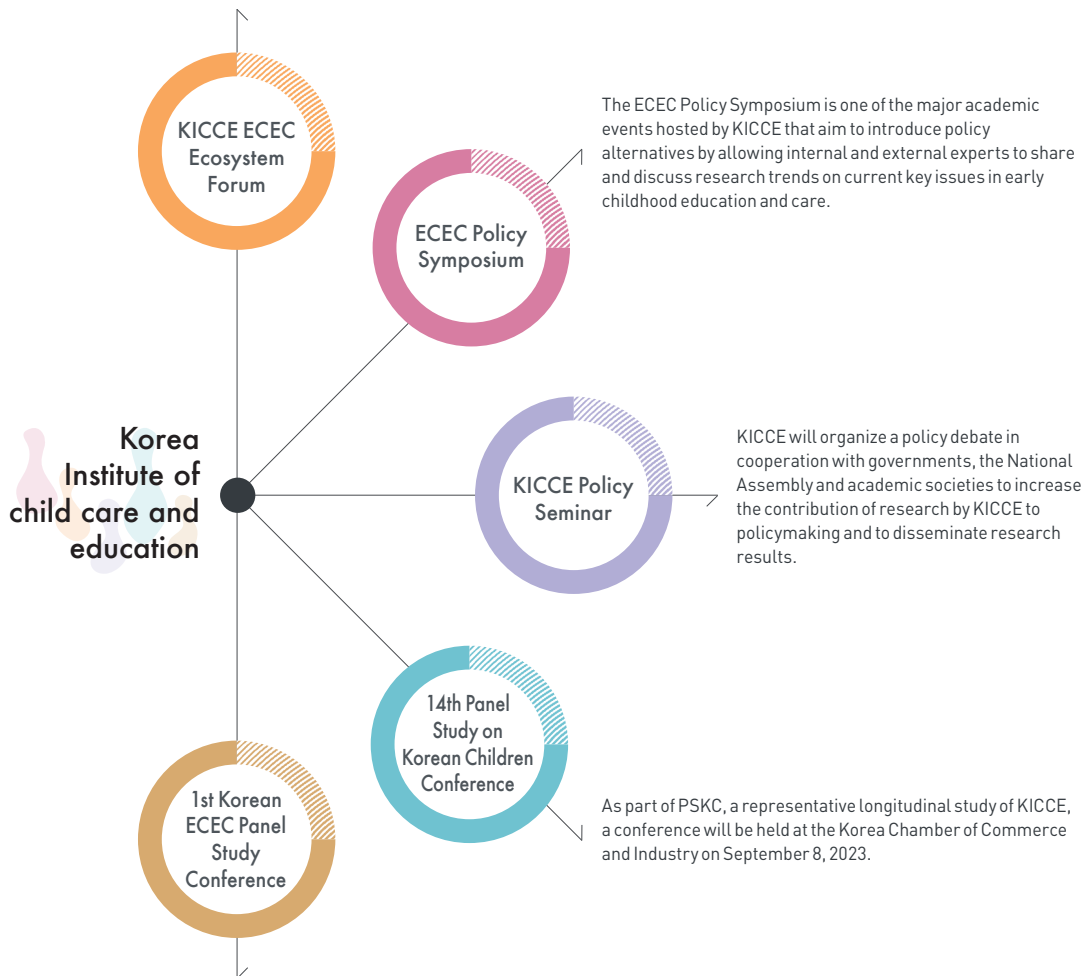 KICCE ECEC
Ecosystem
Forum
The ECEC Policy Symposium is one of the major academic
events hosted by KICCE that aim to introduce policy
alternatives by allowing internal and external experts to share
and discuss research trends on current key issues in early
childhood education and care.
ECEC Policy
Symposium
Korea
Institute of
child care and
education
KICCE Policy
Seminar
KICCE will organize a policy debate in
cooperation with governments, the National
Assembly and academic societies to increase
the contribution of research by KICCE to
policymaking and to disseminate research
results.
14th Panel
Study on
Korean Children
Conference
As part of PSKC, a representative longitudinal study of KICCE,
a conference will be held at the Korea Chamber of Commerce
and Industry on September 8, 2023.
1st Korean
ECEC Panel
Study
Conference